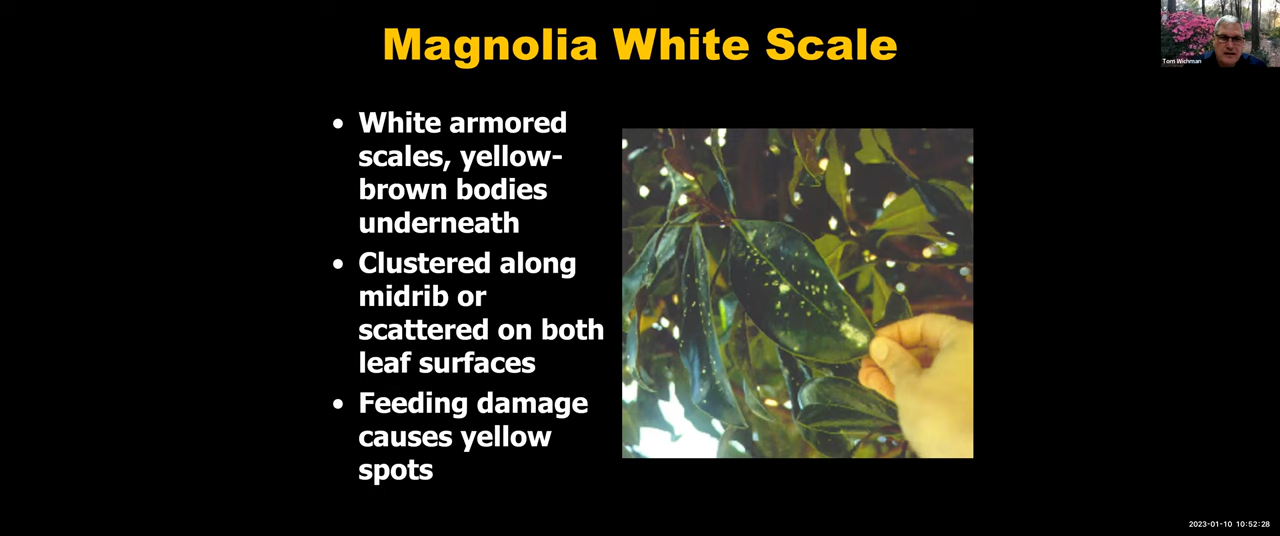 Magnolia White Scale
Tom Wichman
• White armored
scales, yellow-
brown bodies
underneath
• Clustered along
midrib or
scattered on both
leaf surfaces
• Feeding damage
causes yellow
spots
2023-01-10 10:52:28